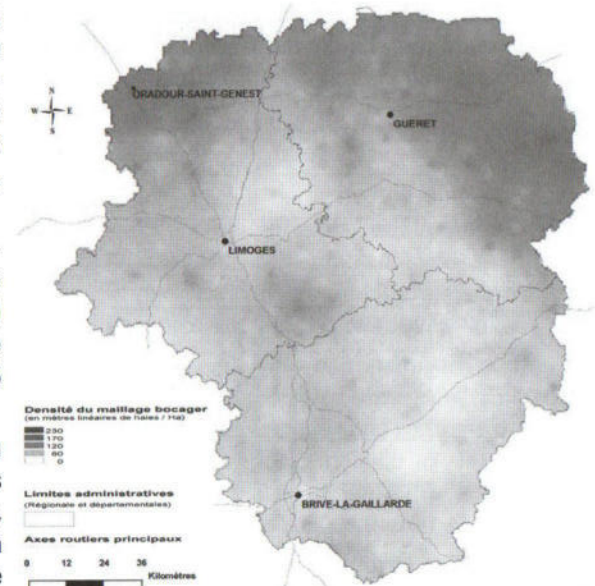 N
W E
S
ORADOUR-SAINT-GENEST
GUERET
LIMOGES
BRIVE-LA-GAILLARDE
Densité du maillage bocager
(en mètres linéaires de haies / Ha)
230
170
120
60
0
Limites administratives
(Régionale et départementales)
Axes routiers principaux
0 12 24 36
Kilomètres